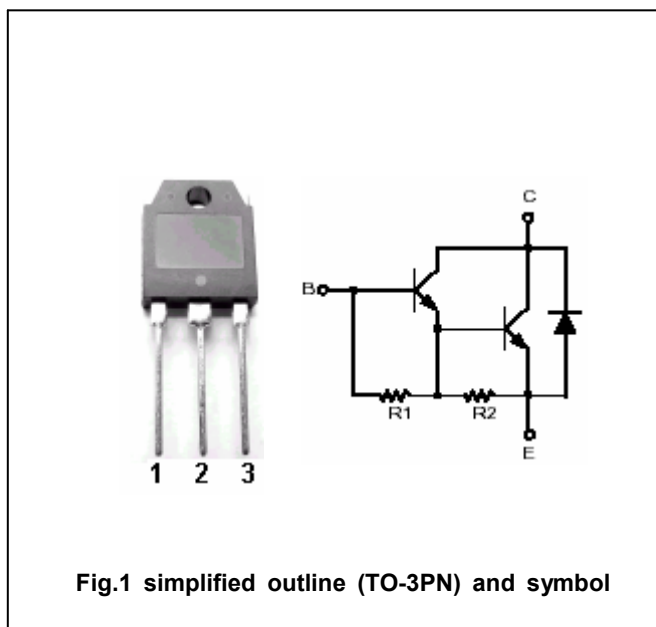 C
B
R1
R2
E
1 2 3
Fig.1 simplified outline (TO-3PN) and symbol